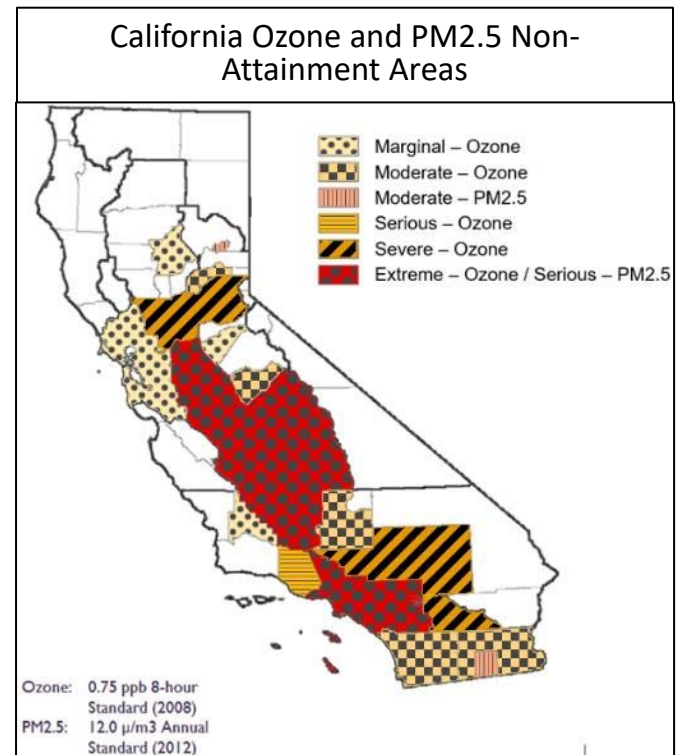 California Ozone and PM2.5 Non-
Attainment Areas
Marginal – Ozone
Moderate – Ozone
Moderate – PM2.5
Serious – Ozone
Severe – Ozone
Extreme – Ozone / Serious – PM2.5
Ozone: 0.75 ppb 8-hour
Standard (2008)
PM2.5: 12.0 µ/m3 Annual
Standard (2012)